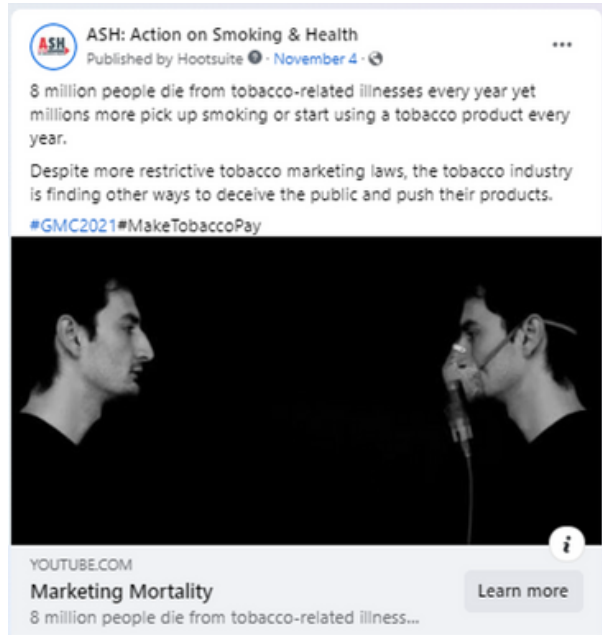 ASH.
ASH: Action on Smoking & Health
Published by Hootsuite · November 4 ·
8 million people die from tobacco-related illnesses every year yet
millions more pick up smoking or start using a tobacco product every
year.
Despite more restrictive tobacco marketing laws, the tobacco industry
is finding other ways to deceive the public and push their products.
#GMC2021#MakeTobaccoPay
YOUTUBE.COM
Marketing Mortality
Learn more
8 million people die from tobacco-related illness...